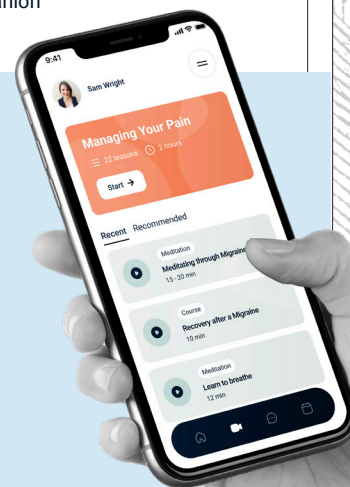 9:41
Sam Wright
Managing Your Pain
22 lessons 2 hours
Start
Recent Recommended
Meditation
Meditating through Migraine
15 - 20 min
Course
Recovery after a Migraine
10 min
Meditation
Learn to breathe
12 min